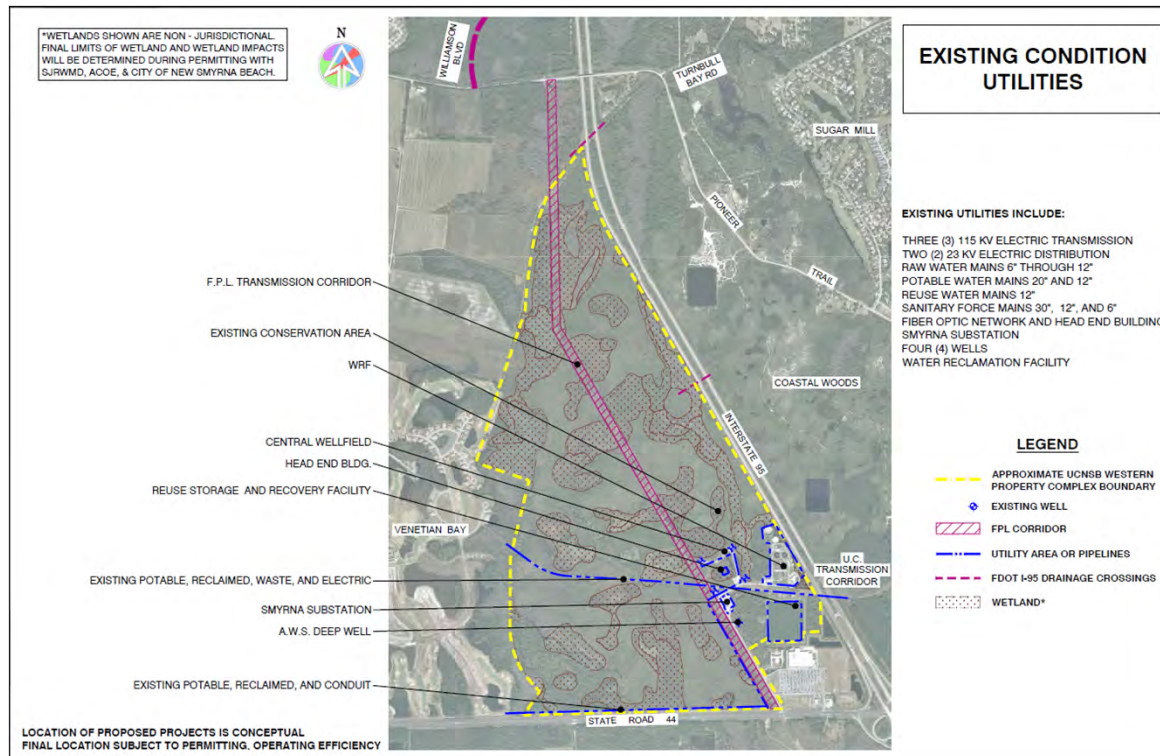 *WETLANDS SHOWN ARE NON - JURISDICTIONAL.
FINAL LIMITS OF WETLAND AND WETLAND IMPACTS
WILL BE DETERMINED DURING PERMITTING WITH
SJRWMD, ACOE, & CITY OF NEW SMYRNA BEACH.
N
EXISTING CONDITION
UTILITIES
WILLIAMSON
BLVD
TURNBULL
BAY RD
SUGAR MILL
PIONEER
TRAIL
COASTAL WOODS
INTERSTATE 95
VENETIAN BAY
U.C.
TRANSMISSION
CORRIDOR
STATE ROAD 44
F.P.L. TRANSMISSION CORRIDOR
EXISTING CONSERVATION AREA
WRF
CENTRAL WELLFIELD
HEAD END BLDG.
REUSE STORAGE AND RECOVERY FACILITY
EXISTING POTABLE, RECLAIMED, WASTE, AND ELECTRIC
SMYRNA SUBSTATION
A.W.S. DEEP WELL
EXISTING POTABLE, RECLAIMED, AND CONDUIT
EXISTING UTILITIES INCLUDE:
THREE (3) 115 KV ELECTRIC TRANSMISSION
TWO (2) 23 KV ELECTRIC DISTRIBUTION
RAW WATER MAINS 6" THROUGH 12"
POTABLE WATER MAINS 20" AND 12"
REUSE WATER MAINS 12"
SANITARY FORCE MAINS 30", 12", AND 6"
FIBER OPTIC NETWORK AND HEAD END BUILDING
SMYRNA SUBSTATION
FOUR (4) WELLS
WATER RECLAMATION FACILITY
LEGEND
APPROXIMATE UCNSB WESTERN
PROPERTY COMPLEX BOUNDARY
EXISTING WELL
FPL CORRIDOR
UTILITY AREA OR PIPELINES
FDOT I-95 DRAINAGE CROSSINGS
WETLAND*
LOCATION OF PROPOSED PROJECTS IS CONCEPTUAL
FINAL LOCATION SUBJECT TO PERMITTING, OPERATING EFFICIENCY